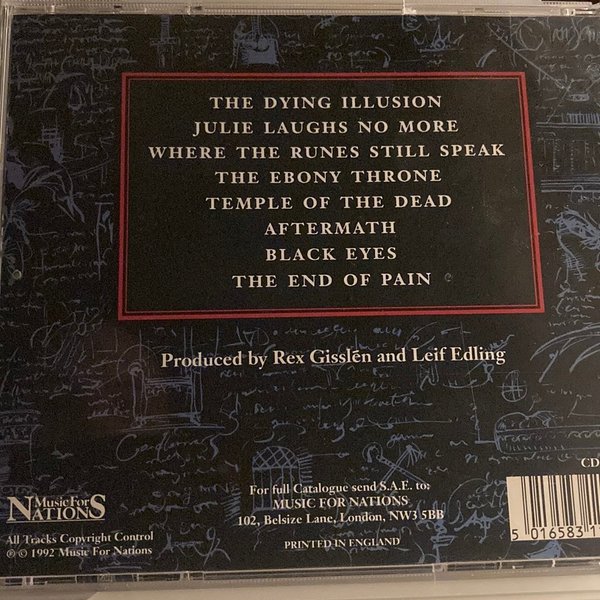 THE DYING ILLUSION
JULIE LAUGHS NO MORE
WHERE THE RUNES STILL SPEAK
THE EBONY THRONE
TEMPLE OF THE DEAD
AFTERMATH
BLACK EYES
THE END OF PAIN
Produced by Rex Gisslén and Leif Edling
Music For
NATIONS
All Tracks Copyright Control
℗ © 1992 Music For Nations
For full Catalogue send S.A.E. to:
MUSIC FOR NATIONS
102, Belsize Lane, London, NW3 5BB
PRINTED IN ENGLAND
CD
5 016583 1